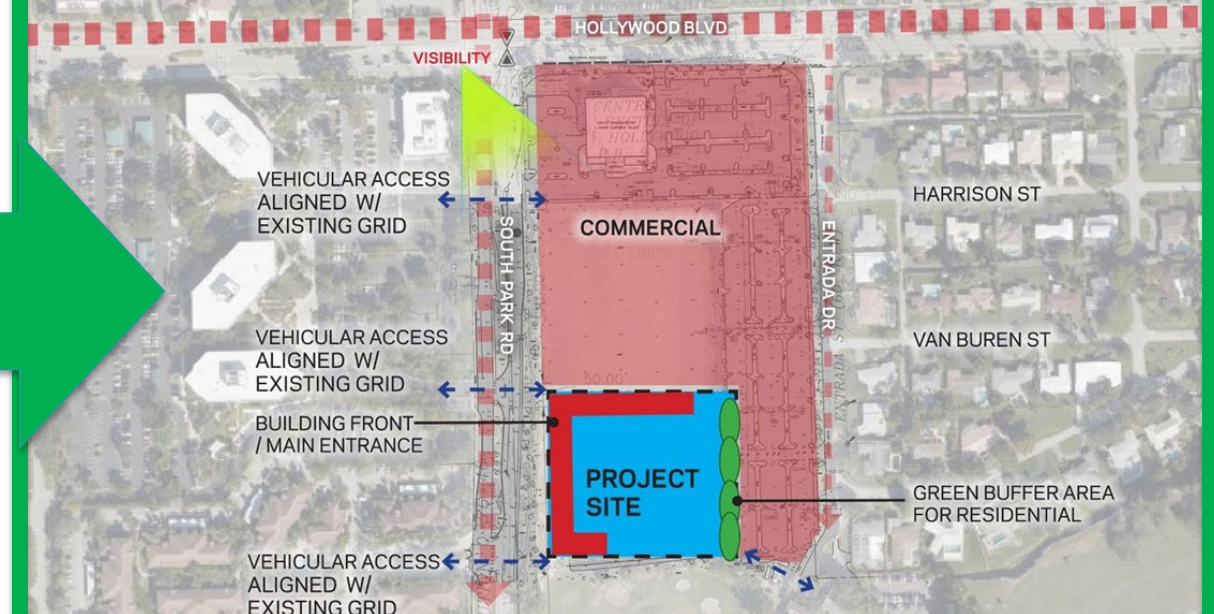 HOLLYWOOD BLVD
VISIBILITY
VEHICULAR ACCESS
ALIGNED W/
EXISTING GRID
COMMERCIAL
HARRISON ST
SOUTH PARK RD
ENTRADA DR
VEHICULAR ACCESS
ALIGNED W/
EXISTING GRID
VAN BUREN ST
50.00'
BUILDING FRONT
/ MAIN ENTRANCE
PROJECT
SITE
GREEN BUFFER AREA
FOR RESIDENTIAL
VEHICULAR ACCESS
ALIGNED W/
EXISTING GRID